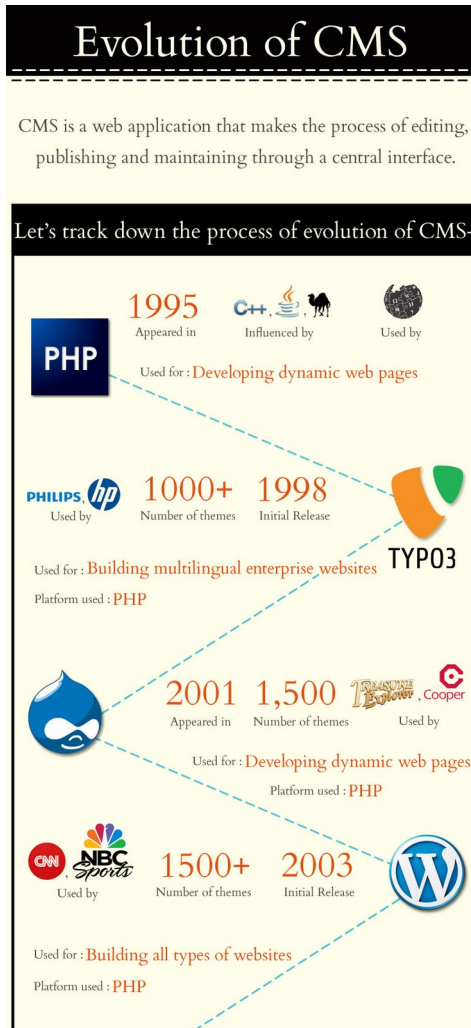 Evolution of CMS
CMS is a web application that makes the process of editing,
publishing and maintaining through a central interface.
Let's track down the process of evolution of CMS-
PHP
1995
Appeared in
C++,
,
Influenced by
Used by
Used for : Developing dynamic web pages
PHILIPS, hp
Used by
1000+
Number of themes
1998
Initial Release
TYPO3
Used for : Building multilingual enterprise websites
Platform used : PHP
2001
Appeared in
1,500
Number of themes
TREASURE
Explorer
, Cooper
Used by
Used for : Developing dynamic web pages
Platform used : PHP
CNN
, NBC
Sports
Used by
1500+
Number of themes
2003
Initial Release
W
Used for : Building all types of websites
Platform used : PHP